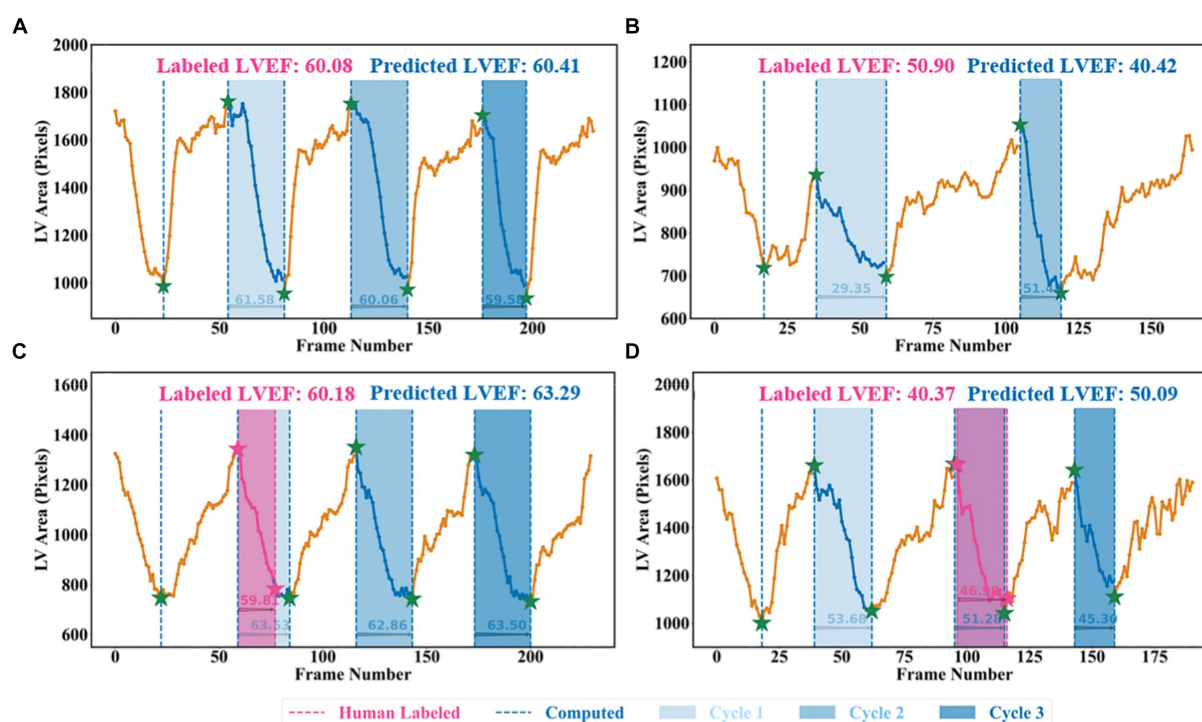 A
Labeled LVEF: 60.08 Predicted LVEF: 60.41
2000
1800
1600
1400
1200
1000
LV Area (Pixels)
61.58
60.06
59.58
0 50 100 150 200
Frame Number
B
Labeled LVEF: 50.90 Predicted LVEF: 40.42
1200
1100
1000
900
800
700
600
LV Area (Pixels)
29.35
0 25 50 75 100 125 150
Frame Number
C
Labeled LVEF: 60.18 Predicted LVEF: 63.29
1600
1400
1200
1000
800
600
LV Area (Pixels)
59.81
63.53
62.86
63.50
0 50 100 150 200
Frame Number
D
Labeled LVEF: 40.37 Predicted LVEF: 50.09
2000
1800
1600
1400
1200
1000
LV Area (Pixels)
53.68
51.28
45.30
0 25 50 75 100 125 150 175
Frame Number
Human Labeled Computed Cycle 1 Cycle 2 Cycle 3